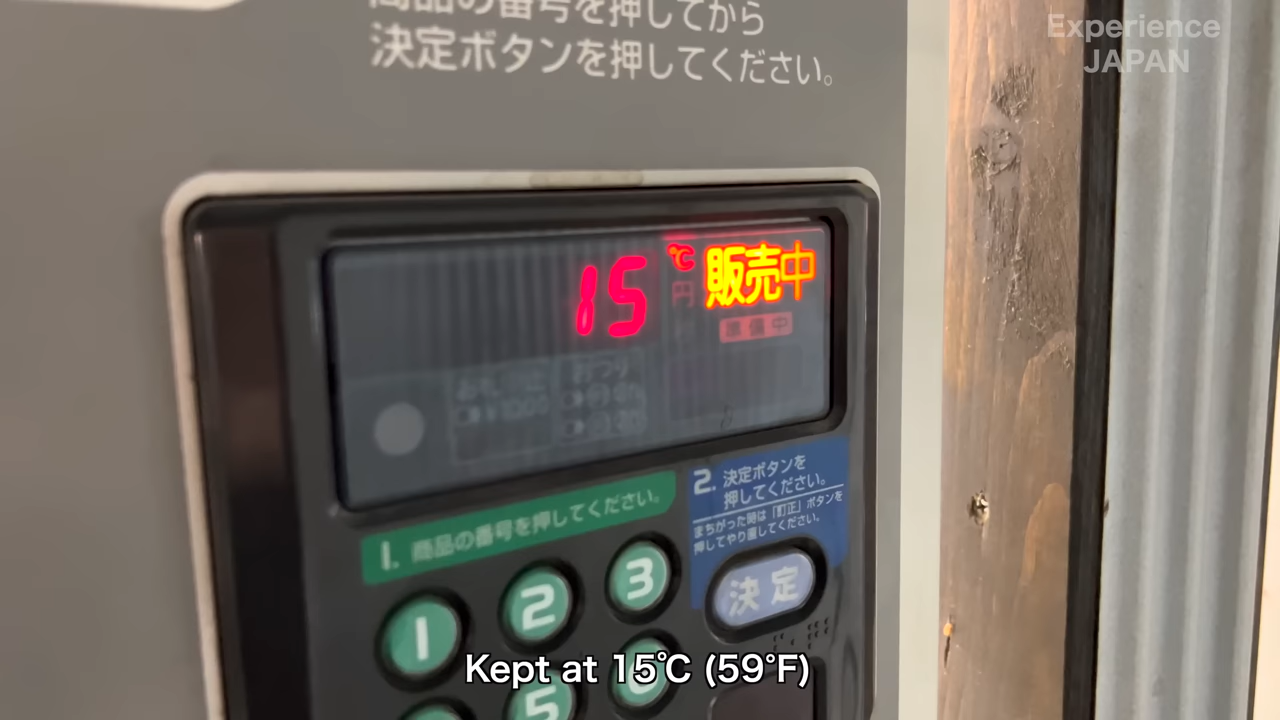 商品の番号を押してから
決定ボタンを押してください。
Experience
JAPAN
15 ℃ 販売中
円
準備中
おつり
¥1000
1. 商品の番号を押してください。
2. 決定ボタンを
押してください。
まちがった時は「訂正」ボタンを
押してやり直してください。
1 2 3
決定
5 6
Kept at 15℃ (59°F)